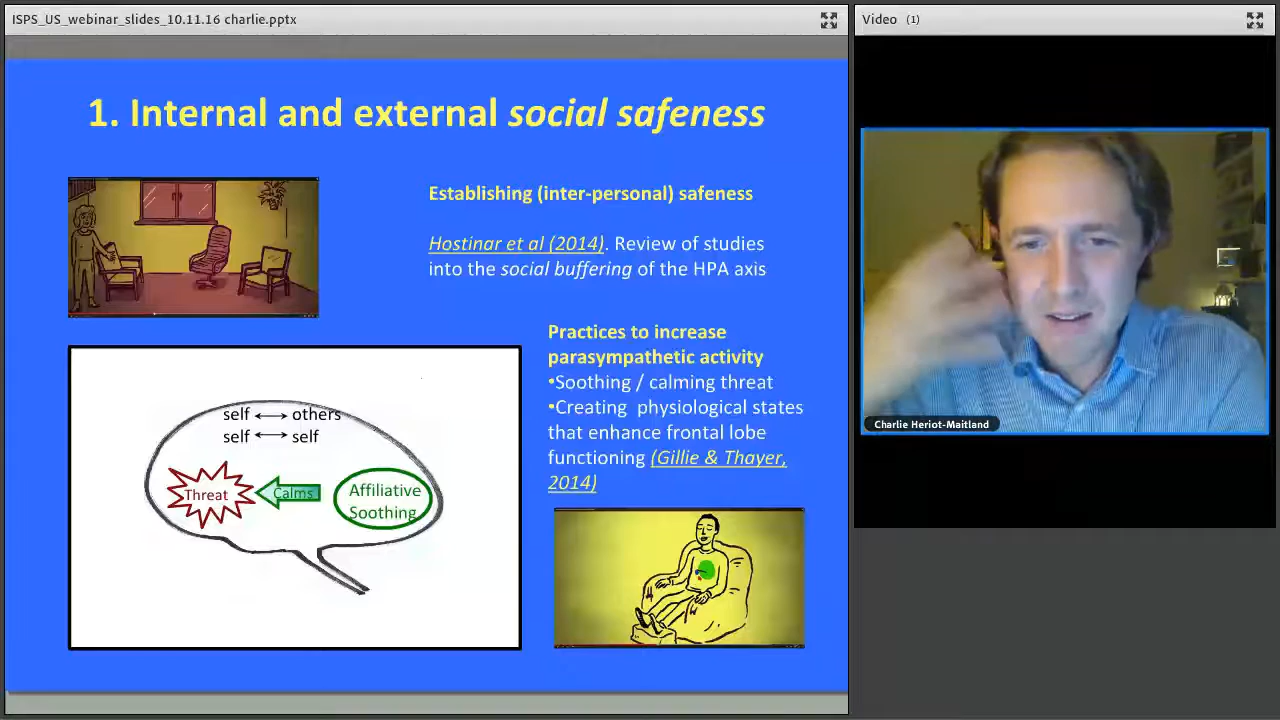 ISPS_US_webinar_slides_10.11.16 charlie.pptx
Video (1)
1. Internal and external social safeness
Establishing (inter-personal) safeness
Hostinar et al (2014). Review of studies
into the social buffering of the HPA axis
Practices to increase
parasympathetic activity
•Soothing / calming threat
•Creating physiological states
that enhance frontal lobe
functioning (Gillie & Thayer,
2014)
self ↔ others
self ↔ self
Threat
Calms
Affiliative
Soothing
Charlie Heriot-Maitland